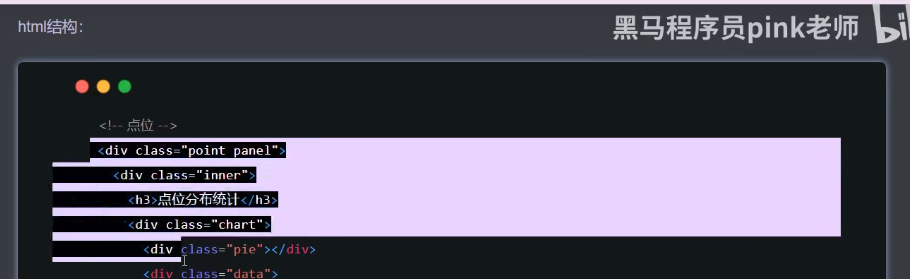 html结构：
黑马程序员pink老师
<!-- 点位 -->
<div class="point panel">
<div class="inner">
<h3>点位分布统计</h3>
<div class="chart">
<div class="pie"></div>
<div class="data">